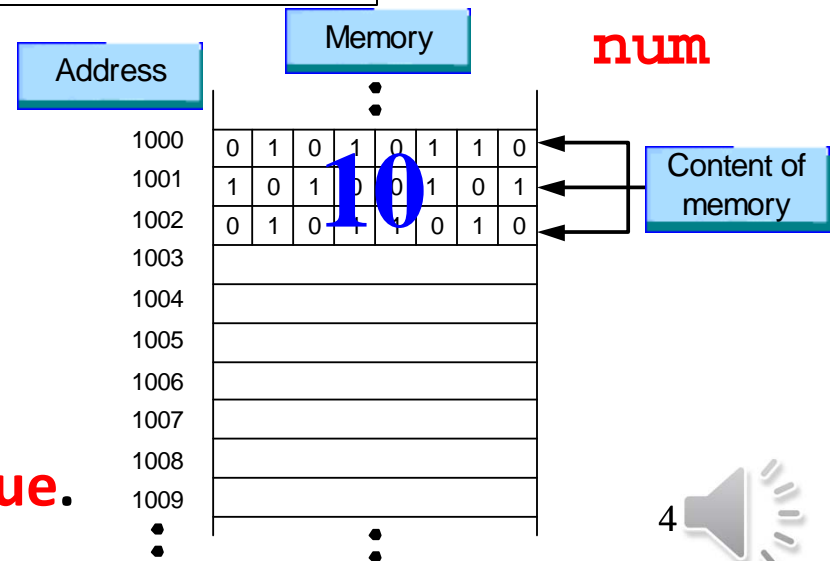 Memory
num
Address
1000 0 1 0 1 0 1 1 0
Content of
memory
1001 1 0 1 0 0 1 0 1
10
1002 0 1 0 1 1 0 1 0
1003
1004
1005
1006
1007
1008
ue.
1009
4